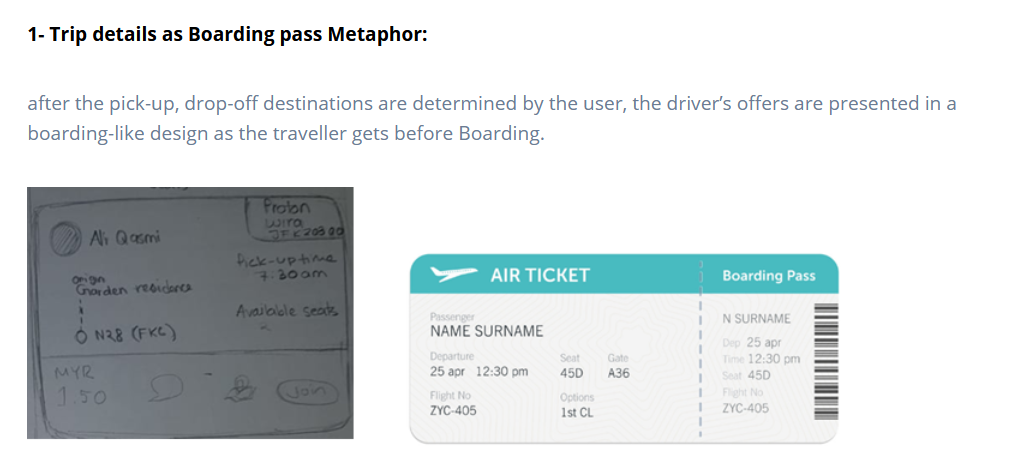 1- Trip details as Boarding pass Metaphor:
after the pick-up, drop-off destinations are determined by the user, the driver's offers are presented in a
boarding-like design as the traveller gets before Boarding.
Proton
wira
JFK 20300
Ali Qasmi
Pick-up time
7:30am
origin
Garden residence
Available seats
N28 (FKE)
MYR
1.50
Join
AIR TICKET
Boarding Pass
Passenger
NAME SURNAME
Departure
25 apr 12:30 pm
Seat
45D
Gate
A36
Flight No
ZYC-405
Options
1st CL
N SURNAME
Dep 25 apr
Time 12:30 pm
Seat 45D
Flight No
ZYC-405